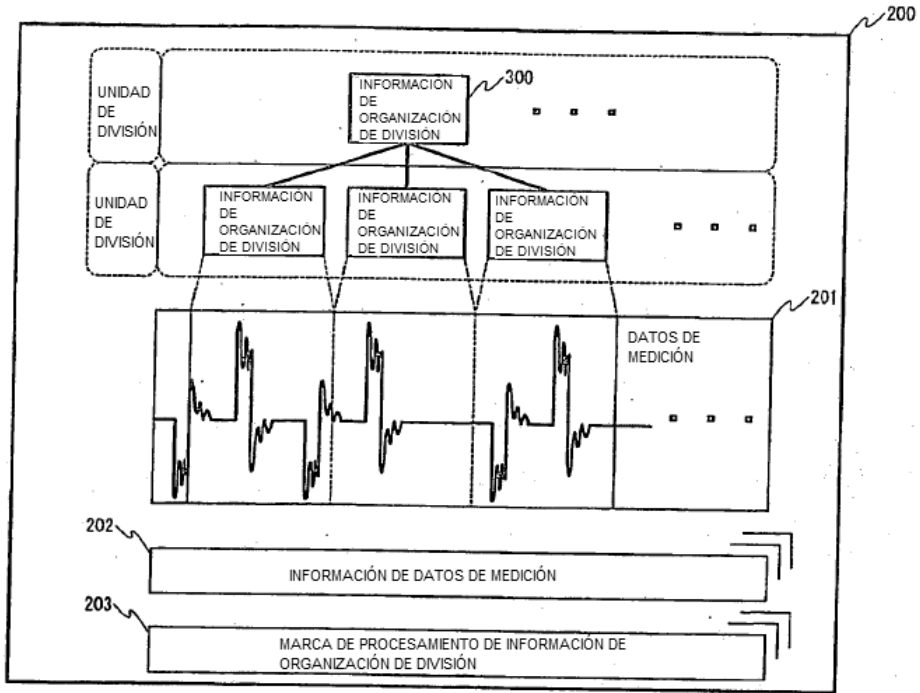 200
UNIDAD
DE
DIVISIÓN
INFORMACIÓN
DE
ORGANIZACIÓN
DE DIVISIÓN
300
UNIDAD
DE
DIVISIÓN
INFORMACIÓN
DE
ORGANIZACIÓN
DE DIVISIÓN
INFORMACIÓN
DE
ORGANIZACIÓN
DE DIVISIÓN
INFORMACIÓN
DE
ORGANIZACIÓN
DE DIVISIÓN
201
DATOS DE
MEDICIÓN
202
INFORMACIÓN DE DATOS DE MEDICIÓN
203
MARCA DE PROCESAMIENTO DE INFORMACIÓN DE
ORGANIZACIÓN DE DIVISIÓN